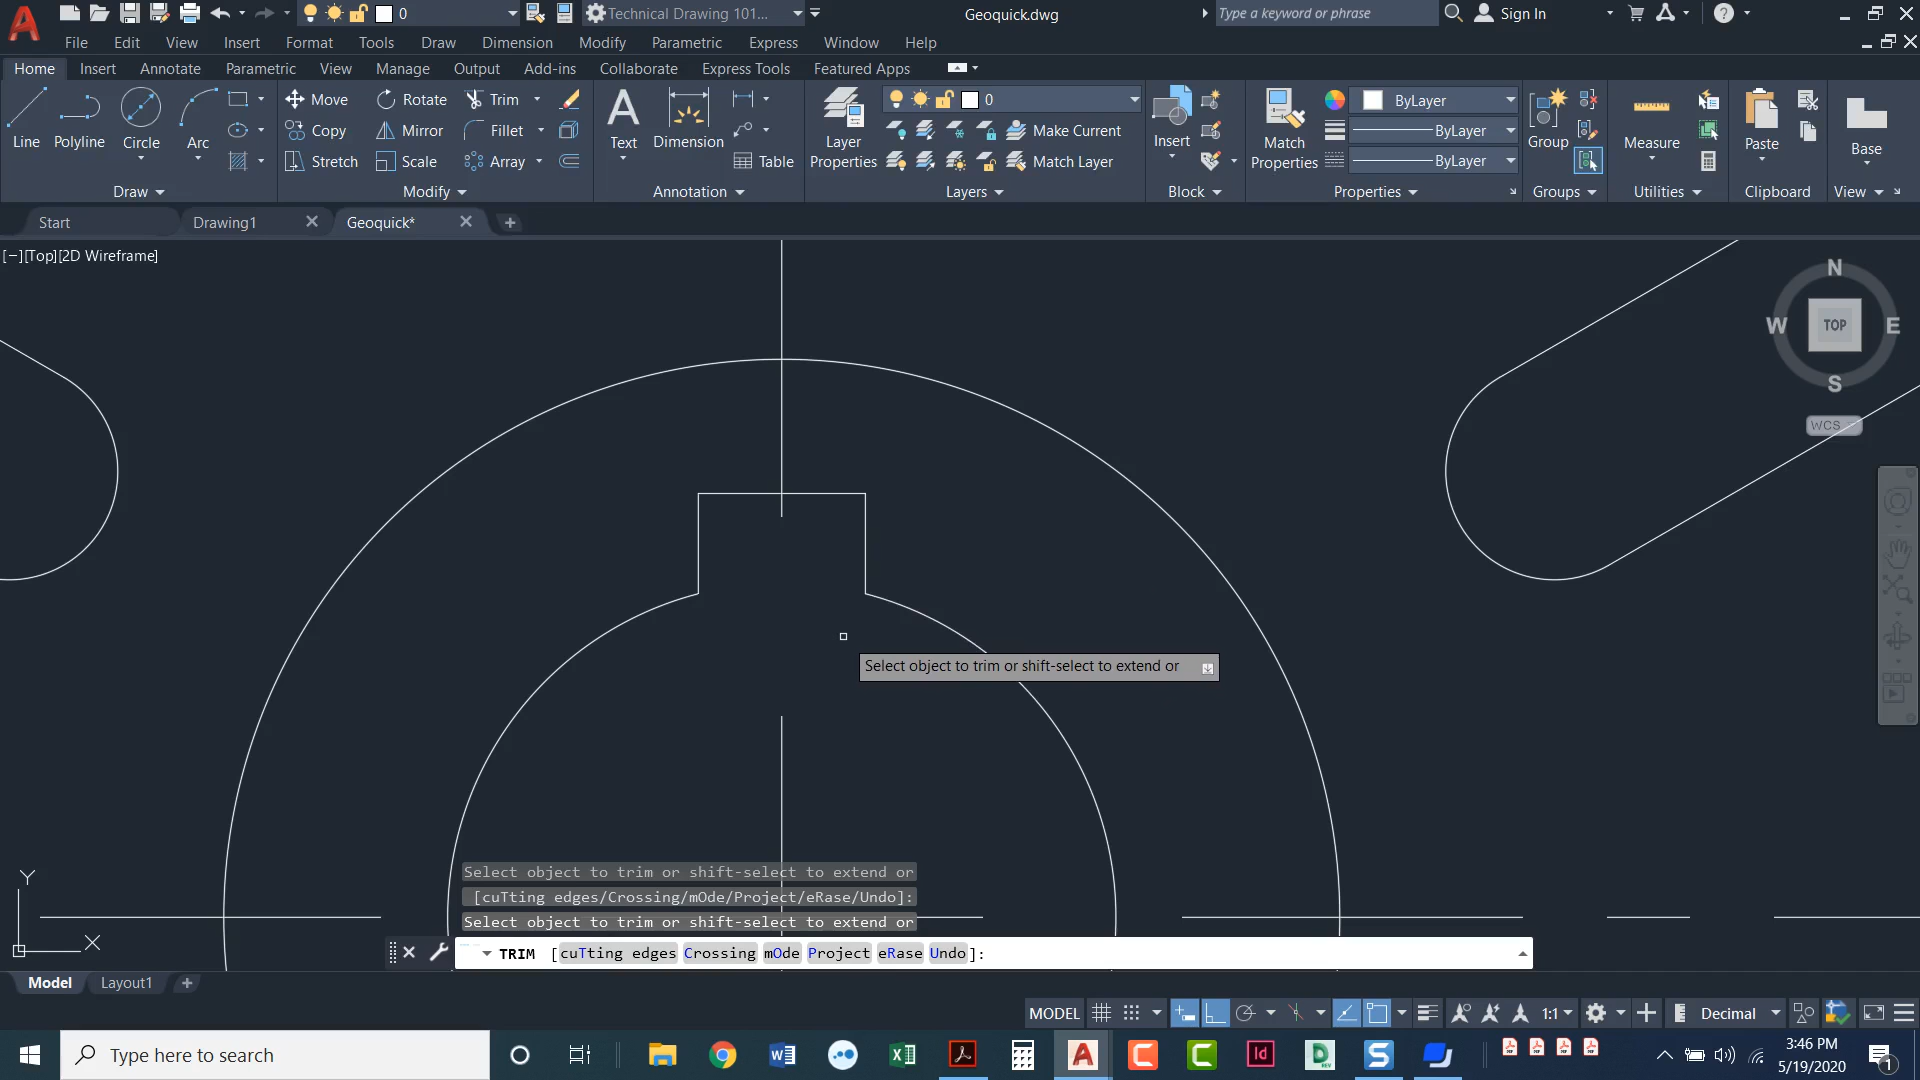 0 Technical Drawing 101... Geoquick.dwg Type a keyword or phrase Sign In
File Edit View Insert Format Tools Draw Dimension Modify Parametric Express Window Help
Home Insert Annotate Parametric View Manage Output Add-ins Collaborate Express Tools Featured Apps
Line Polyline Circle Arc
Move Rotate Trim
Copy Mirror Fillet
Stretch Scale Array
Text Dimension Table
Layer Properties
0
Make Current
Match Layer
Insert
Match Properties
ByLayer
ByLayer
ByLayer
Group
Measure
Paste
Base
Draw Modify Annotation Layers Block Properties Groups Utilities Clipboard View
Start Drawing1 Geoquick*
[−][Top][2D Wireframe]
N
W TOP E
S
WCS
Select object to trim or shift-select to extend or
Y
X
Select object to trim or shift-select to extend or
[cuTting edges/Crossing/mOde/Project/eRase/Undo]:
Select object to trim or shift-select to extend or
TRIM [cuTting edges Crossing mOde Project eRase Undo]:
Model Layout1
MODEL 1:1 Decimal
Type here to search
3:46 PM
5/19/2020
1